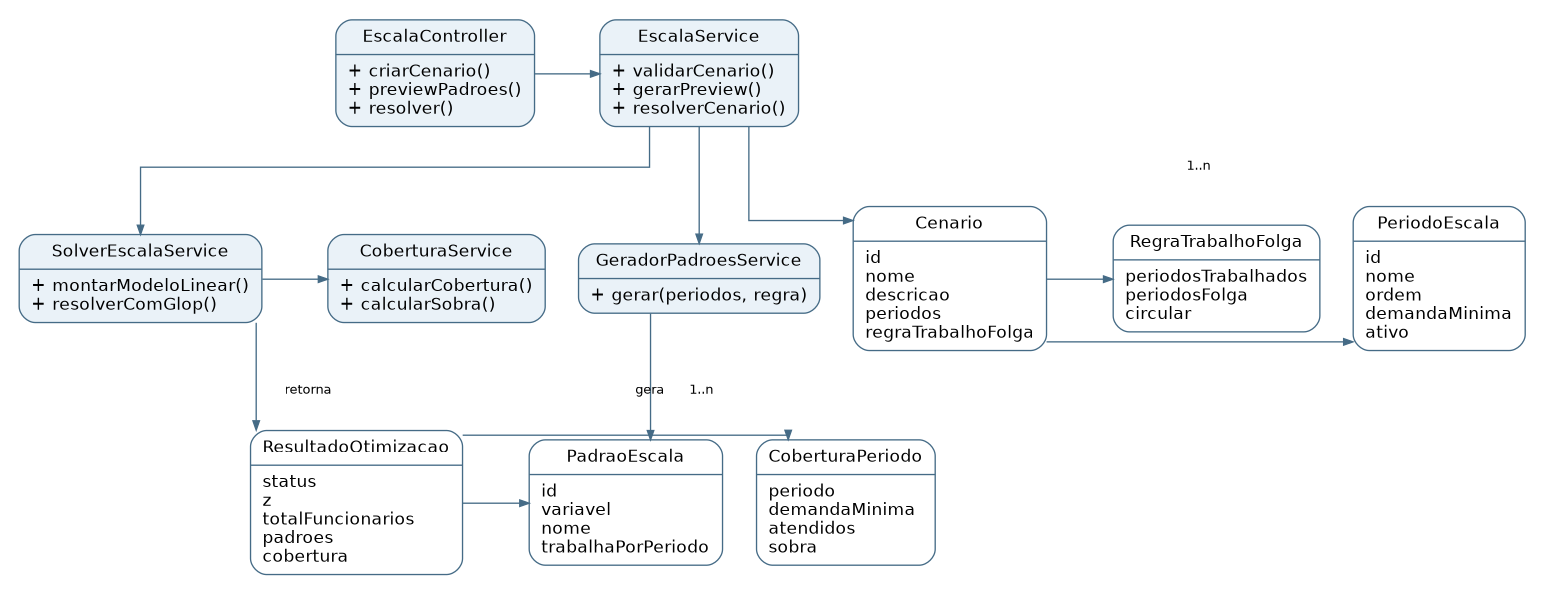 EscalaController
+ criarCenario()
+ previewPadroes()
+ resolver()
EscalaService
+ validarCenario()
+ gerarPreview()
+ resolverCenario()
1..n
SolverEscalaService
+ montarModeloLinear()
+ resolverComGlop()
CoberturaService
+ calcularCobertura()
+ calcularSobra()
GeradorPadroesService
+ gerar(periodos, regra)
Cenario
id
nome
descricao
periodos
regraTrabalhoFolga
RegraTrabalhoFolga
periodosTrabalhados
periodosFolga
circular
PeriodoEscala
id
nome
ordem
demandaMinima
ativo
retorna
gera
1..n
ResultadoOtimizacao
status
z
totalFuncionarios
padroes
cobertura
PadraoEscala
id
variavel
nome
trabalhaPorPeriodo
CoberturaPeriodo
periodo
demandaMinima
atendidos
sobra